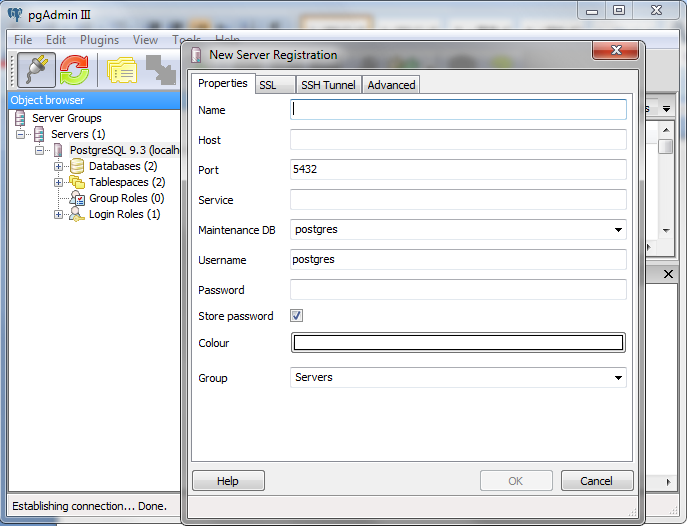 pgAdmin III
File Edit Plugins View Tools Help
New Server Registration
Object browser
Server Groups
Servers (1)
PostgreSQL 9.3 (localh
Databases (2)
Tablespaces (2)
Group Roles (0)
Login Roles (1)
Properties SSL SSH Tunnel Advanced
Name
Host
Port 5432
Service
Maintenance DB postgres
Username postgres
Password
Store password
Colour
Group Servers
Help OK Cancel
Establishing connection... Done.